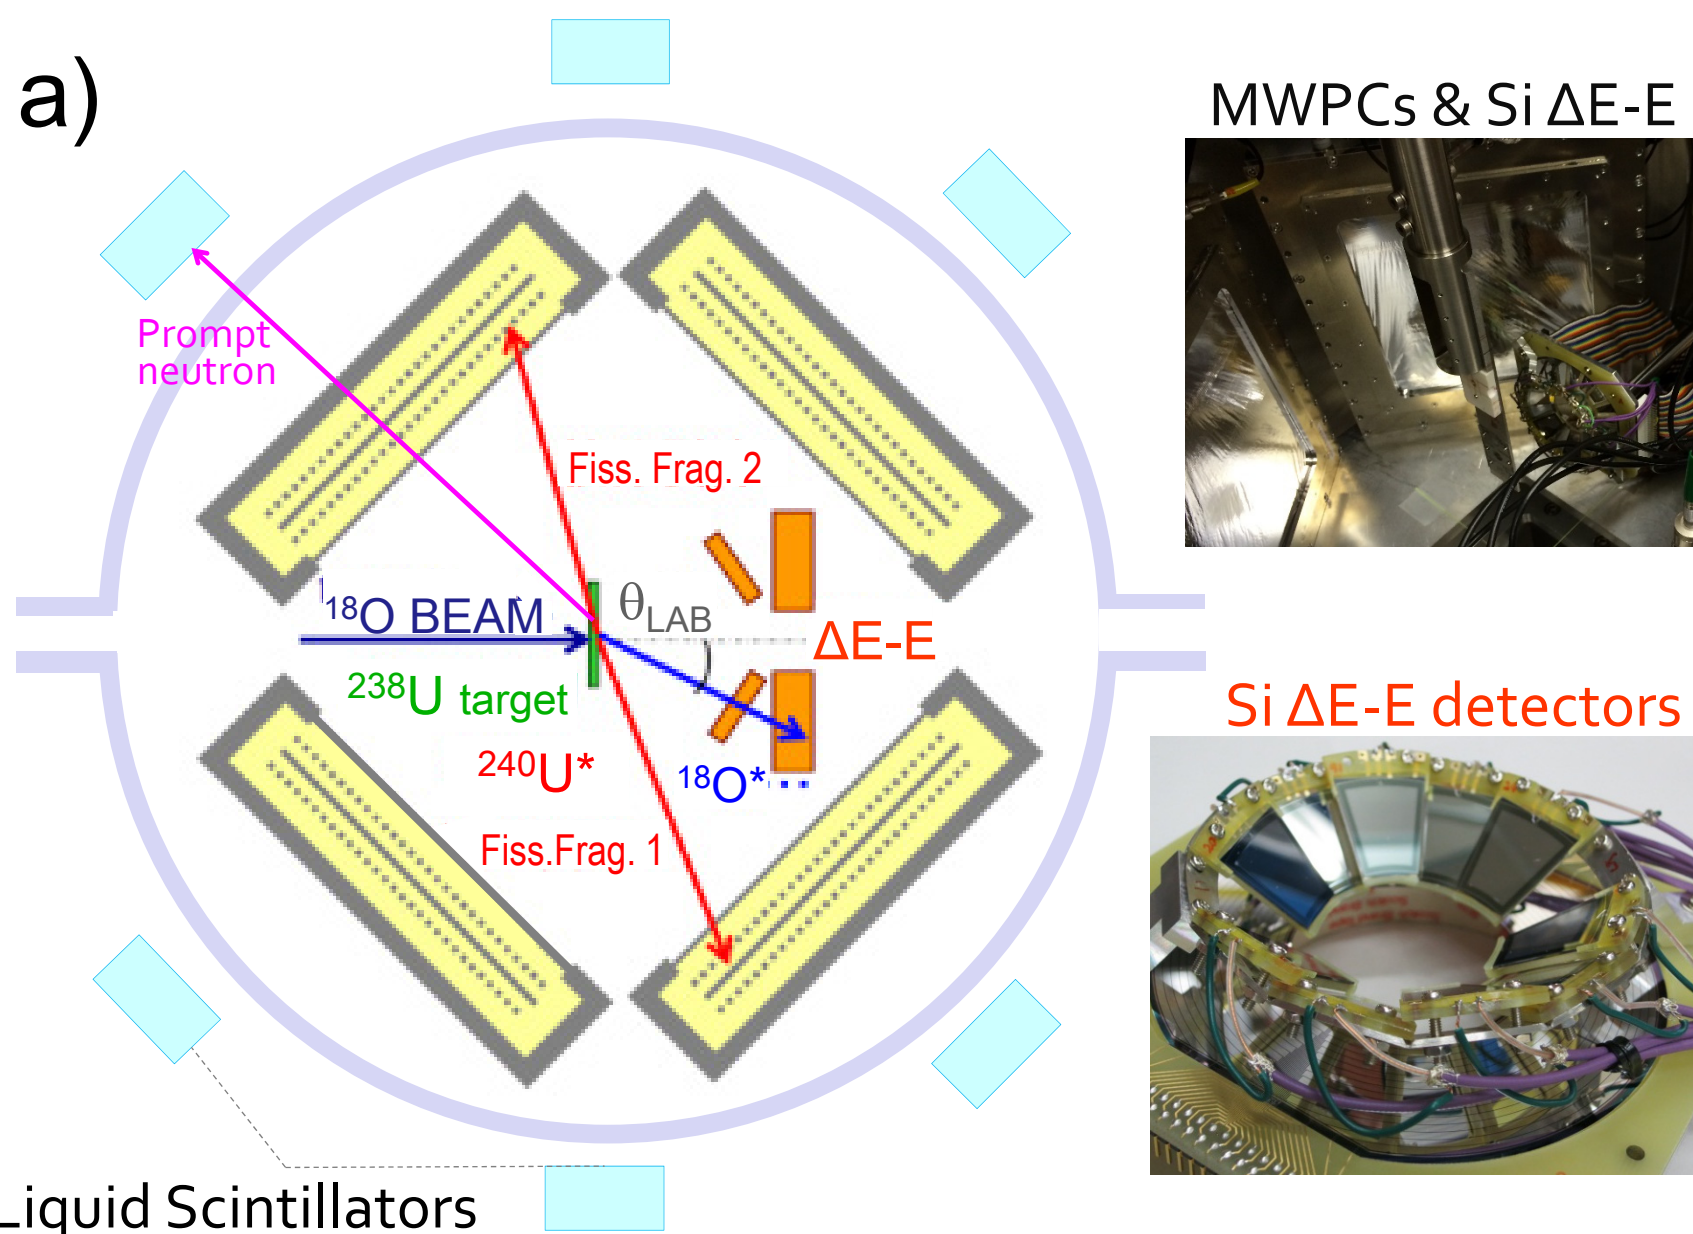 a)
MWPCs & Si ΔE-E
Prompt
neutron
Fiss. Frag. 2
¹⁸O BEAM
θLAB
ΔE-E
²³⁸U target
²⁴⁰U*
¹⁸O*
Fiss.Frag. 1
Si ΔE-E detectors
Liquid Scintillators